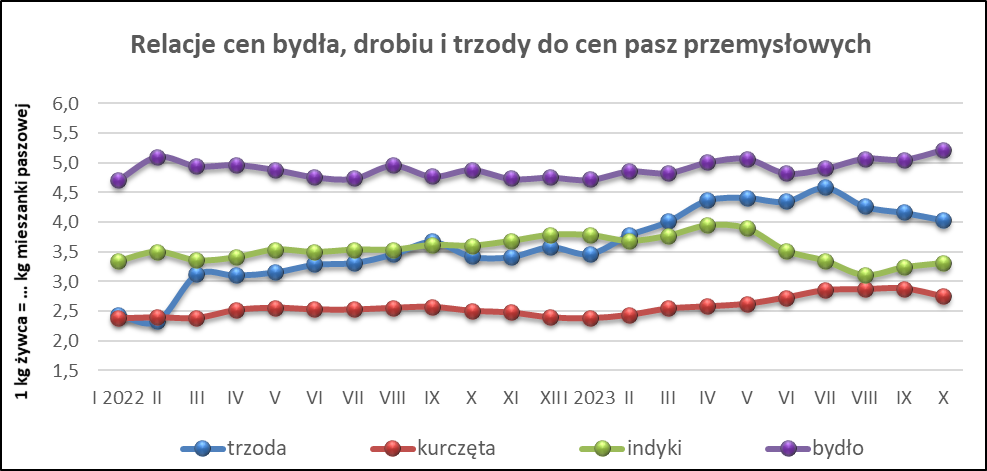 Relacje cen bydła, drobiu i trzody do cen pasz przemysłowych
1 kg żywca = ... kg mieszanki paszowej
6,0
5,5
5,0
4,5
4,0
3,5
3,0
2,5
2,0
1,5
I 2022 II III IV V VI VII VIII IX X XI XII I 2023 II III IV V VI VII VIII IX X
trzoda kurczęta indyki bydło